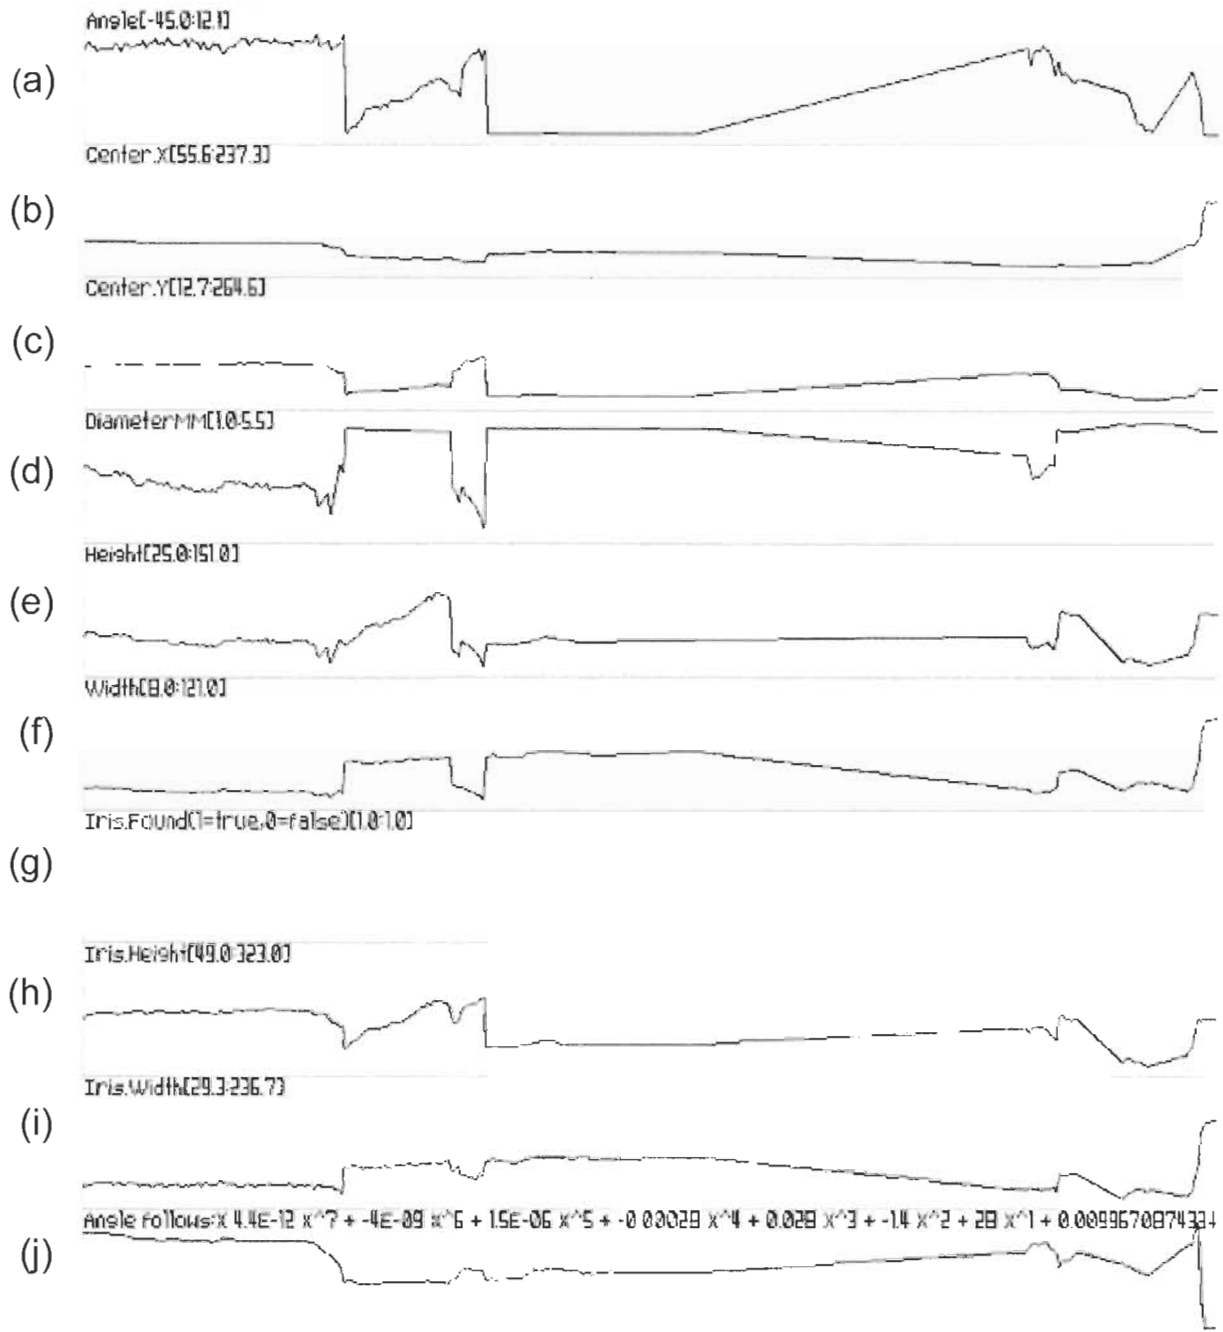 Angle[-45.0:12.1]
(a)
Center.X[55.6:237.3]
(b)
Center.Y[12.7:264.6]
(c)
DiameterMM[1.0:5.5]
(d)
Height[25.0:151.0]
(e)
Width[8.0:121.0]
(f)
Iris.Found(1=true,0=false)[1.0:1.0]
(g)
Iris.Height[49.0:323.0]
(h)
Iris.Width[29.3:236.7]
(i)
Angle follows:X 4.4E-12 x^7 + -4E-09 x^6 + 1.5E-06 x^5 + -0.00029 x^4 + 0.029 x^3 + -1.4 x^2 + 28 x^1 +
(j)